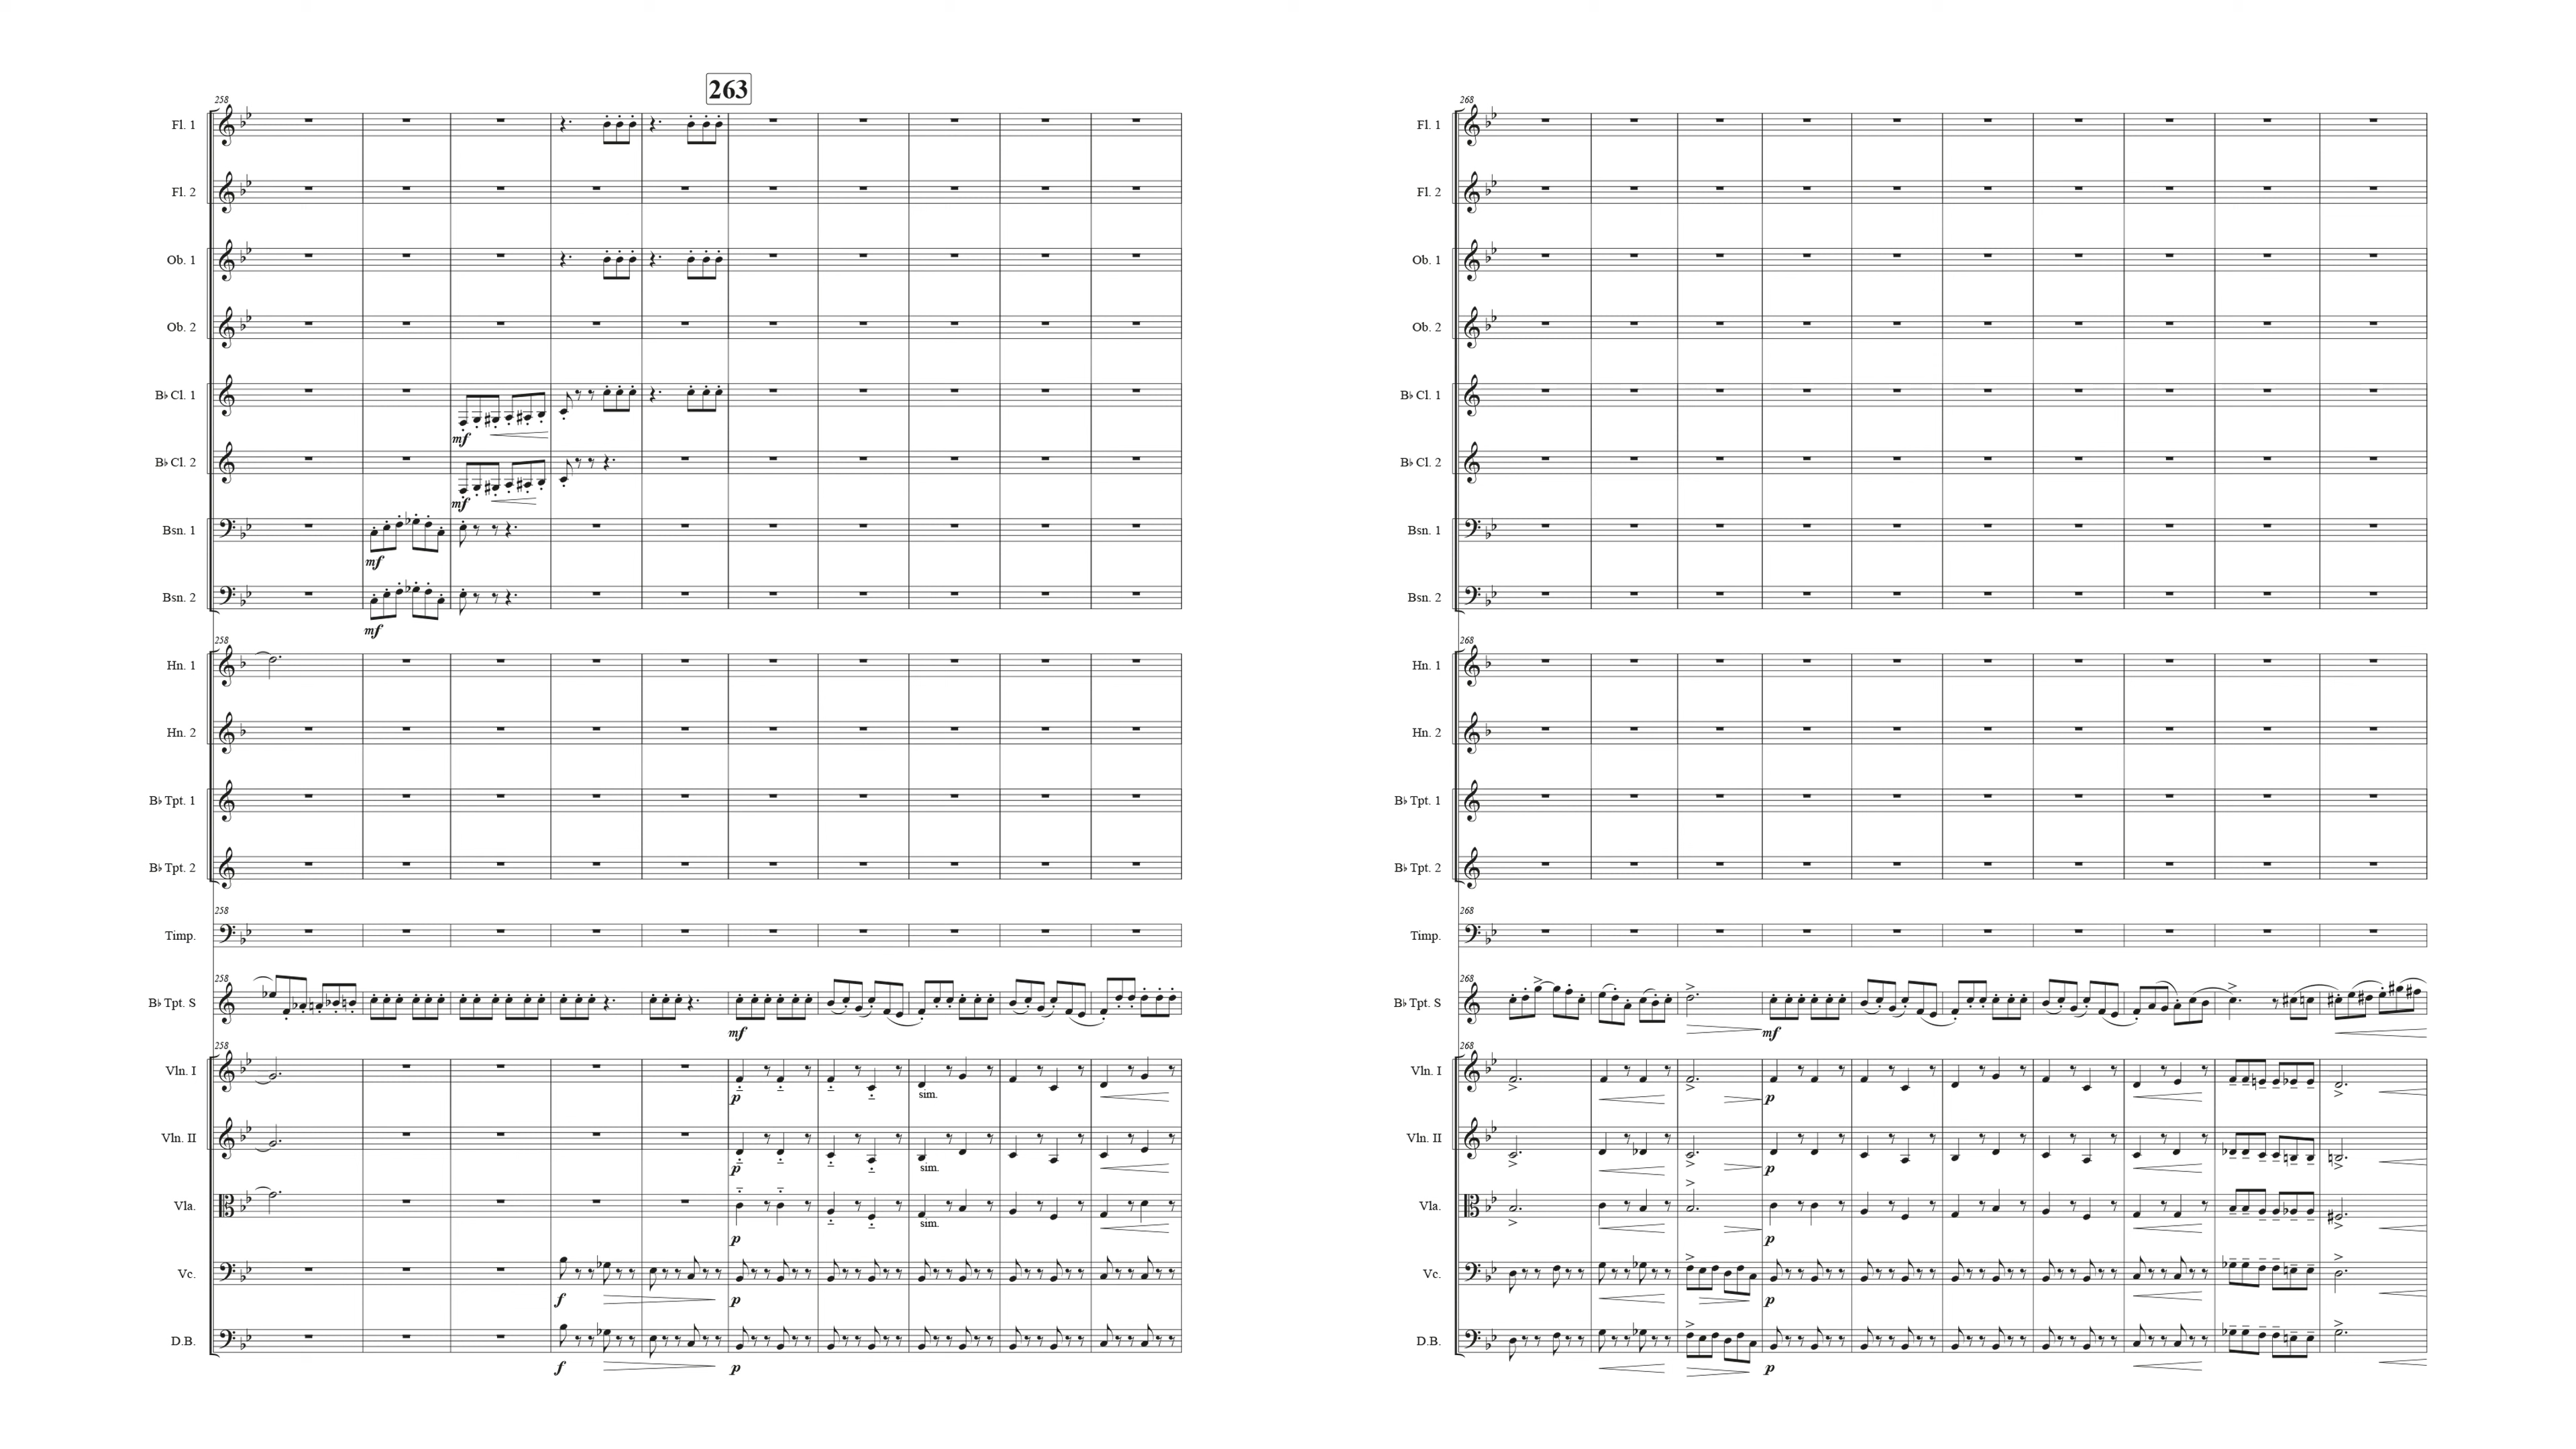 263
258
Fl. 1
Fl. 2
Ob. 1
Ob. 2
B♭ Cl. 1
mf
B♭ Cl. 2
mf
Bsn. 1
mf
Bsn. 2
mf
258
Hn. 1
Hn. 2
B♭ Tpt. 1
B♭ Tpt. 2
258
Timp.
258
B♭ Tpt. S
mf
258
Vln. I
p sim.
Vln. II
p sim.
Vla.
p sim.
Vc.
f p
D.B.
f p
268
Fl. 1
Fl. 2
Ob. 1
Ob. 2
B♭ Cl. 1
B♭ Cl. 2
Bsn. 1
Bsn. 2
268
Hn. 1
Hn. 2
B♭ Tpt. 1
B♭ Tpt. 2
268
Timp.
268
B♭ Tpt. S
mf
268
Vln. I
p
Vln. II
p
Vla.
p
Vc.
p
D.B.
p